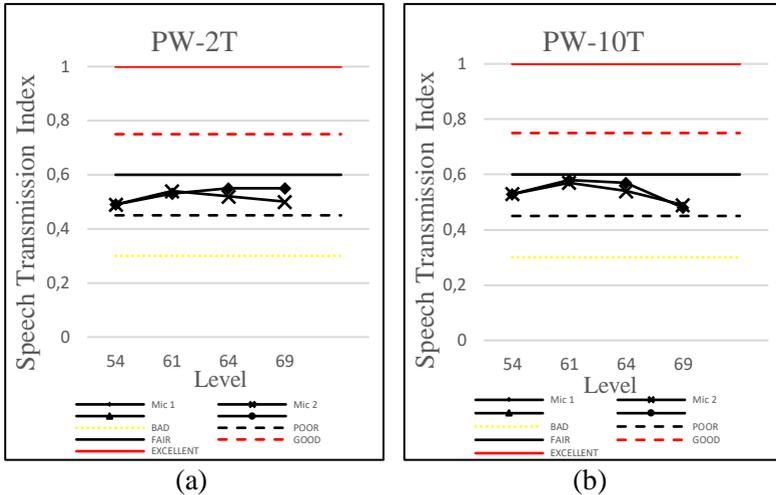 PW-2T
Speech Transmission Index
1
0,8
0,6
0,4
0,2
0
54 61 64 69
Level
Mic 1 Mic 2
BAD POOR
FAIR GOOD
EXCELLENT
(a)
PW-10T
Speech Transmission Index
1
0,8
0,6
0,4
0,2
0
54 61 64 69
Level
Mic 1 Mic 2
BAD POOR
FAIR GOOD
EXCELLENT
(b)